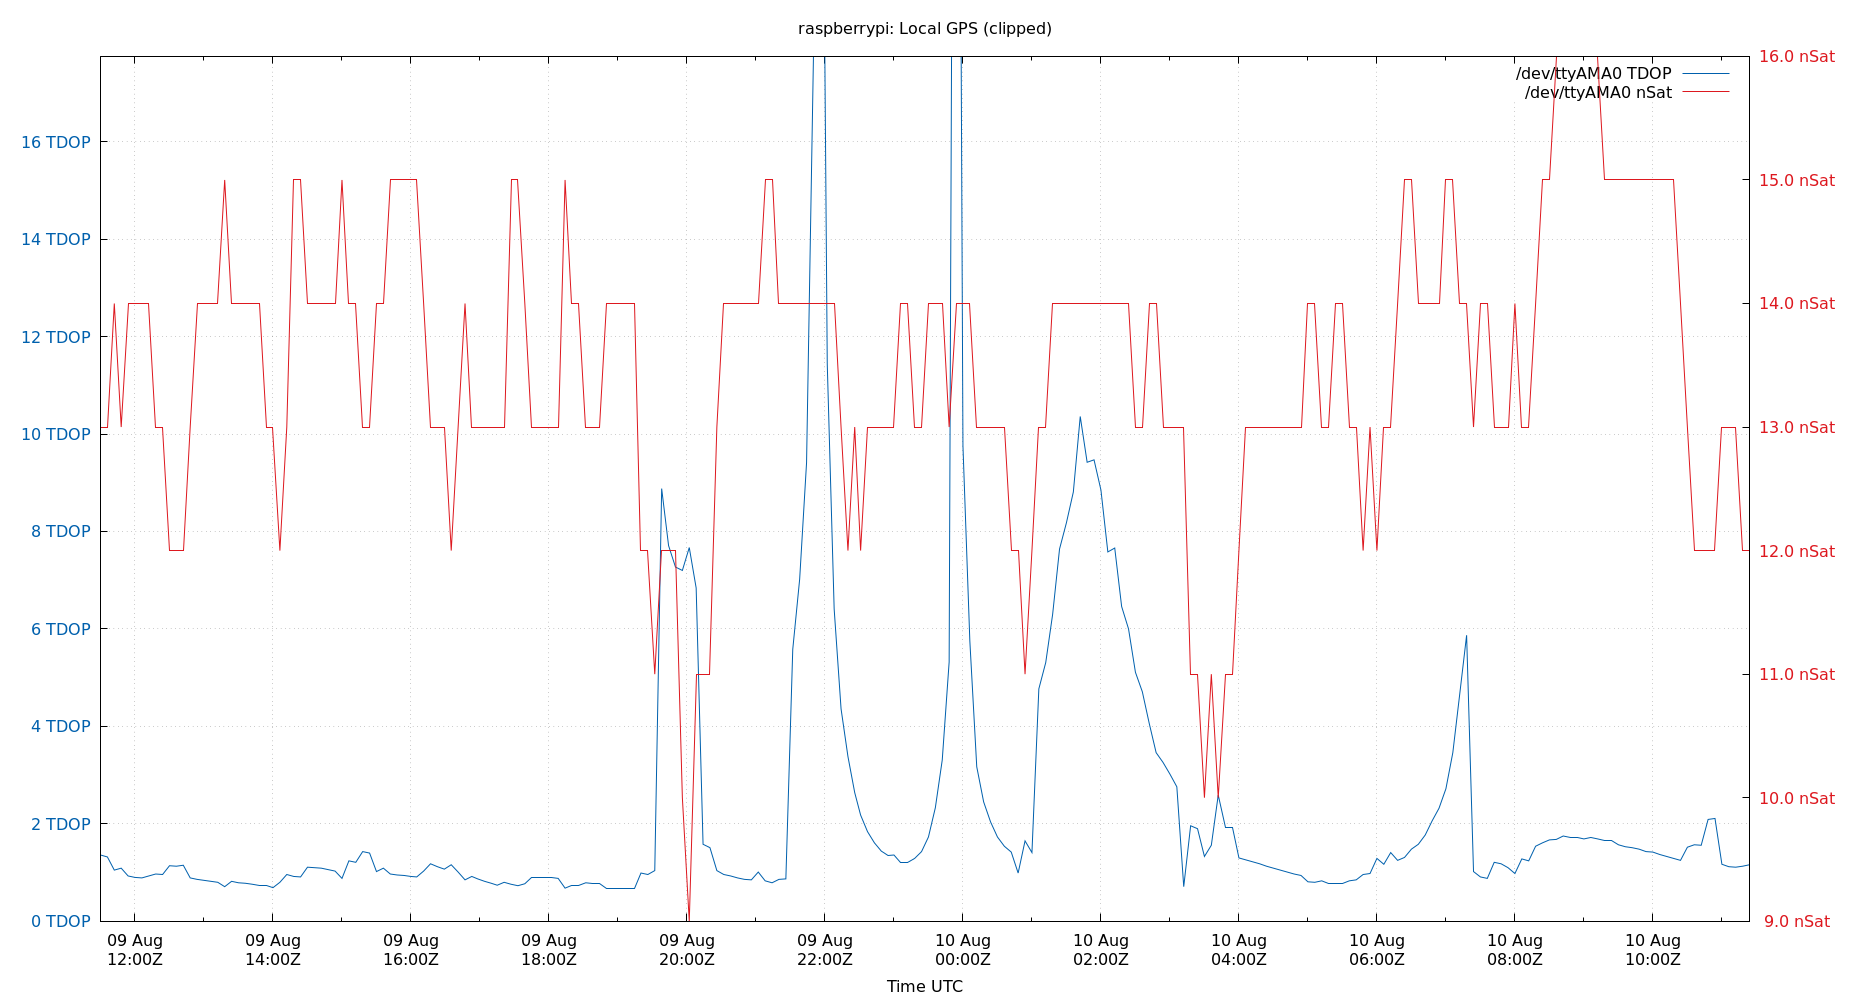 raspberrypi: Local GPS (clipped)
16.0 nSat
/dev/ttyAMA0 TDOP
/dev/ttyAMA0 nSat
16 TDOP
15.0 nSat
14 TDOP
14.0 nSat
12 TDOP
13.0 nSat
10 TDOP
12.0 nSat
8 TDOP
6 TDOP
11.0 nSat
4 TDOP
10.0 nSat
2 TDOP
0 TDOP
9.0 nSat
09 Aug 09 Aug 09 Aug 09 Aug 09 Aug 09 Aug 10 Aug 10 Aug 10 Aug 10 Aug 10 Aug 10 Aug
12:00Z 14:00Z 16:00Z 18:00Z 20:00Z 22:00Z 00:00Z 02:00Z 04:00Z 06:00Z 08:00Z 10:00Z
Time UTC